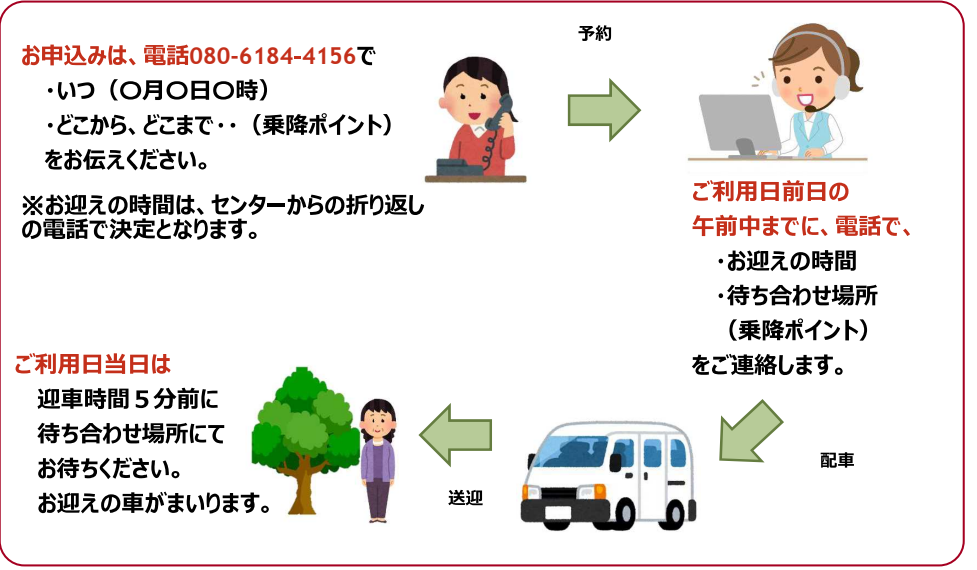 お申込みは、電話080-6184-4156で
・いつ（〇月〇日〇時）
・どこから、どこまで‥（乗降ポイント）
をお伝えください。
※お迎えの時間は、センターからの折り返し
の電話で決定となります。
予約
ご利用日前日の
午前中までに、電話で、
・お迎えの時間
・待ち合わせ場所
（乗降ポイント）
をご連絡します。
配車
送迎
ご利用日当日は
迎車時間５分前に
待ち合わせ場所にて
お待ちください。
お迎えの車がまいります。